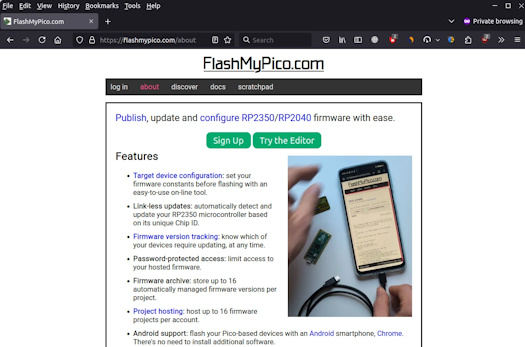 File Edit View History Bookmarks Tools Help
FlashMyPico.com
Private browsing
https://flashmypico.com/about
Search
FlashMyPico.com
log in about discover docs scratchpad
Publish, update and configure RP2350/RP2040 firmware with ease.
Sign Up Try the Editor
Features
Target device configuration: set your
firmware constants before flashing with an
easy-to-use on-line tool.
Link-less updates: automatically detect and
update your RP2350 microcontroller based
on its unique Chip ID.
Firmware version tracking: know which of
your devices require updating, at any time.
Password-protected access: limit access to
your hosted firmware.
Firmware archive: store up to 16
automatically managed firmware versions per
project.
Project hosting: host up to 16 firmware
projects per account.
Android support: flash your Pico-based devices with an Android smartphone, Chrome.
There's no need to install additional software.